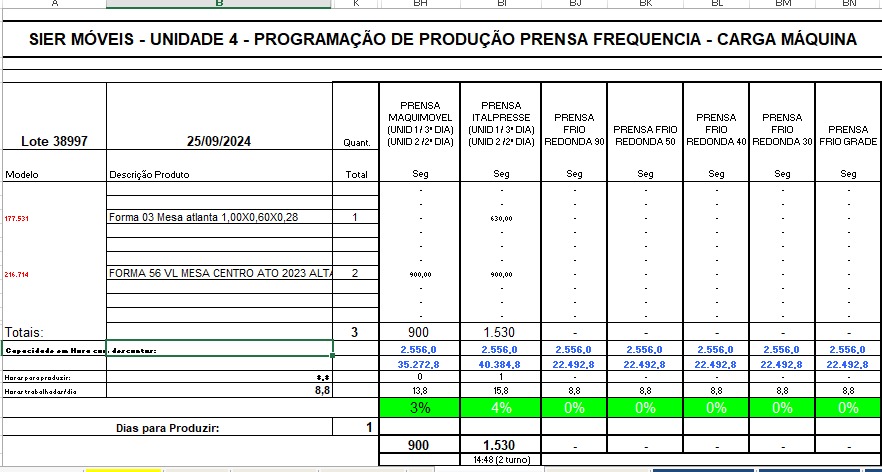 A B K BH BI BJ BK BL BM BN
SIER MÓVEIS - UNIDADE 4 - PROGRAMAÇÃO DE PRODUÇÃO PRENSA FREQUENCIA - CARGA MÁQUINA
Lote 38997 25/09/2024 Quant. PRENSA MAQUIMOVEL (UNID 1/ 3ª DIA) (UNID 2 /2ª DIA) PRENSA ITALPRESSE (UNID 1/ 3ª DIA) (UNID 2 /2ª DIA) PRENSA FRIO REDONDA 90 PRENSA FRIO REDONDA 50 PRENSA FRIO REDONDA 40 PRENSA FRIO REDONDA 30 PRENSA FRIO GRADE
Modelo Descrição Produto Total Seg Seg Seg Seg Seg Seg Seg
- - - - - - -
- - - - - - -
177.531 Forma 03 Mesa atlanta 1,00X0,60X0,28 1 - 630,00 - - - - -
- - - - - - -
- - - - - - -
- - - - - - -
216.714 FORMA 56 VL MESA CENTRO ATO 2023 ALTA 2 900,00 900,00 - - - - -
- - - - - - -
- - - - - - -
- - - - - - -
Totais: 3 900 1.530 - - - - -
Capacidade em Hora com descontar: 2.556,0 2.556,0 2.556,0 2.556,0 2.556,0 2.556,0 2.556,0
35.272,8 40.384,8 22.492,8 22.492,8 22.492,8 22.492,8 22.492,8
Horas para produzir: 8,8 0 1 - - - - -
Horas trabalhadas/dia 8,8 13,8 15,8 8,8 8,8 8,8 8,8 8,8
3% 4% 0% 0% 0% 0% 0%
Dias para Produzir: 1
900 1.530 - - - - -
14:48 (2 turno)